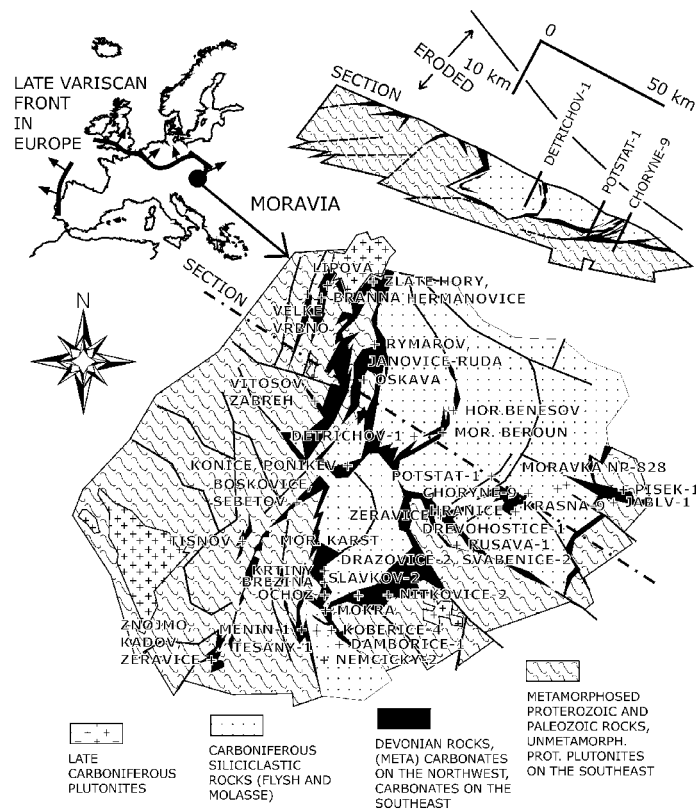 LATE VARISCAN
FRONT
IN
EUROPE
MORAVIA
ERODED
0
10 km
50 km
SECTION
DETRICHOV-1
POTSTAT-1
CHORYNE-9
N
SECTION
LIPOVA
ZLATE HORY,
BRANNA
HERMANOVICE
VELKE
VRBNO
RYMAROV,
JANOVICE-RUDA
OSKAVA
VITOSOV,
ZABREH
HOR.BENESOV
DETRICHOV-1
MOR. BEROUN
KONICE, PONIKEV
POTSTAT-1
MORAVKA NP-828
BOSKOVICE,
CHORYNE-9
PISEK-1
SEBETOV
HRANICE
KRASNA-9
JABLV-1
ZERAVICE
DREVOHOSTICE-1
TISNOV
MOR. KARST
RUSAVA-1
DRAZOVICE-2, SVABENICE-2
KRTINY
SLAVKOV-2
BREZINA
OCHOZ
NITKOVICE-2
MOKRA
ZNOJMO,
MENIN-1
KOBERICE-4
KADOV
TESANY-1
DAMBORICE-1
ZERAVICE
NEMCICKY-2
LATE
CARBONIFEROUS
PLUTONITES
CARBONIFEROUS
SILICICLASTIC
ROCKS (FLYSH AND
MOLASSE)
DEVONIAN ROCKS,
(META) CARBONATES
ON THE NORTHWEST,
CARBONATES ON THE
SOUTHEAST
METAMORPHOSED
PROTEROZOIC AND
PALEOZOIC ROCKS,
UNMETAMORPH.
PROT. PLUTONITES
ON THE SOUTHEAST